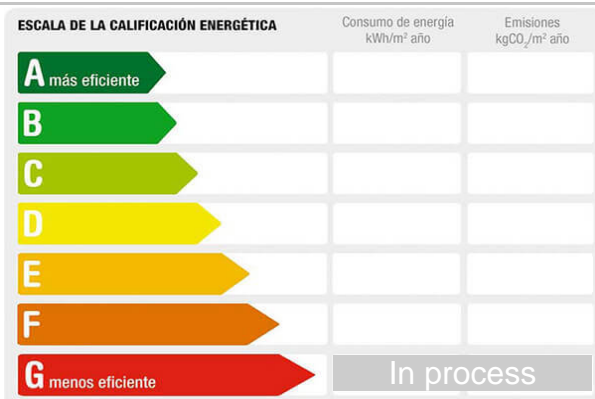 ESCALA DE LA CALIFICACIÓN ENERGÉTICA
Consumo de energía
kWh/m² año
Emisiones
kgCO₂/m² año
A más eficiente
B
C
D
E
F
G menos eficiente
In process